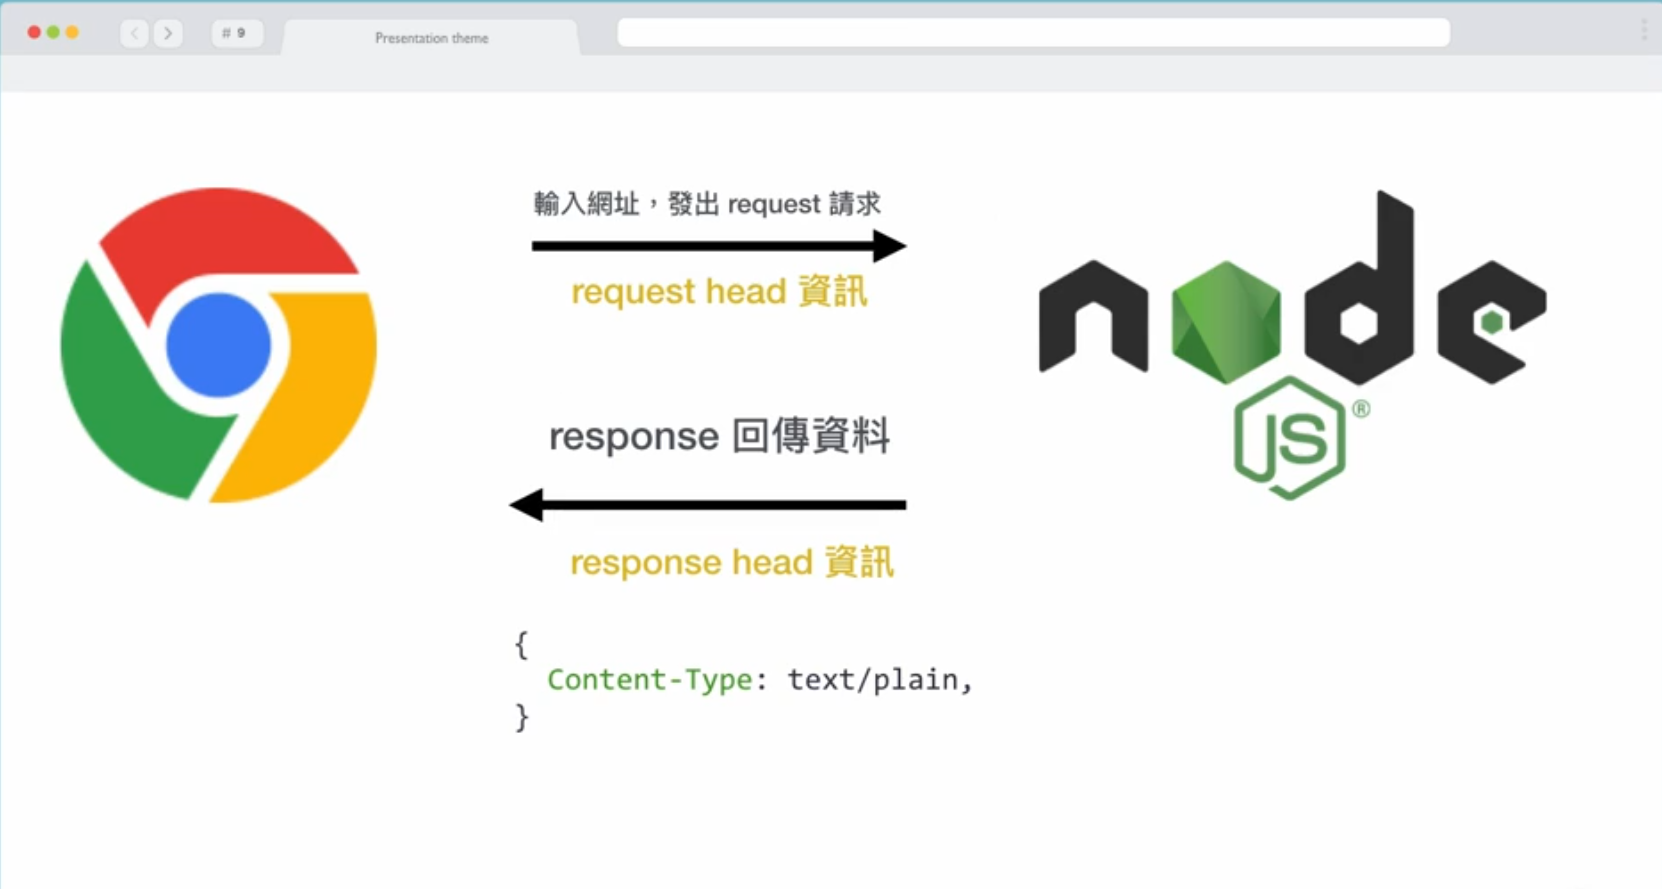 # 9
Presentation theme
輸入網址，發出 request 請求
request head 資訊
node
JS®
response 回傳資料
response head 資訊
{
Content-Type: text/plain,
}